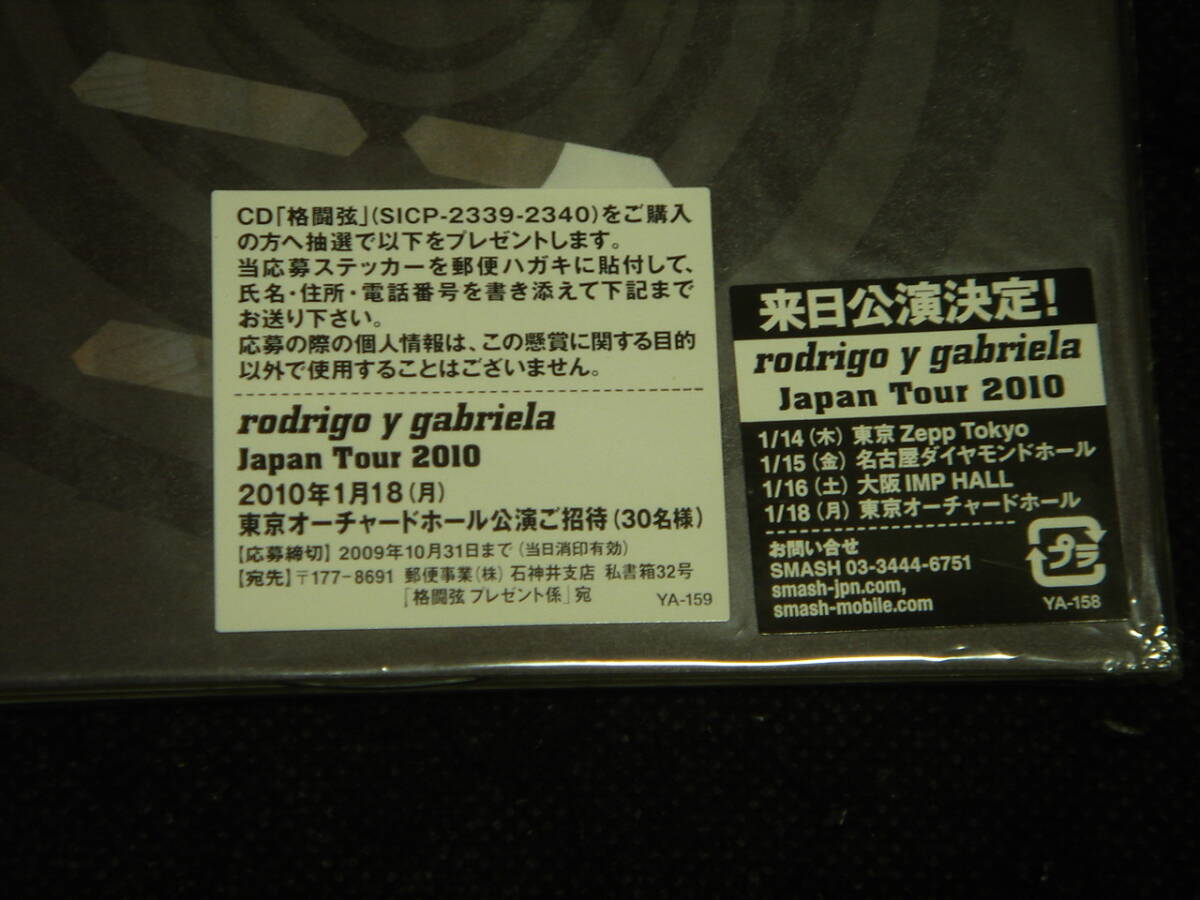 CD「格闘弦」(SICP-2339-2340)をご購入
の方へ抽選で以下をプレゼントします。
当応募ステッカーを郵便ハガキに貼付して、
氏名・住所・電話番号を書き添えて下記まで
お送り下さい。
応募の際の個人情報は、この懸賞に関する目的
以外で使用することはございません。
rodrigo y gabriela
Japan Tour 2010
2010年1月18(月)
東京オーチャードホール公演ご招待(30名様)
【応募締切】2009年10月31日まで(当日消印有効)
【宛先】〒177-8691 郵便事業(株) 石神井支店 私書箱32号
「格闘弦 プレゼント係」宛
YA-159
来日公演決定!
rodrigo y gabriela
Japan Tour 2010
1/14(木) 東京Zepp Tokyo
1/15(金) 名古屋ダイヤモンドホール
1/16(土) 大阪IMP HALL
1/18(月) 東京オーチャードホール
お問い合せ
SMASH 03-3444-6751
smash-jpn.com,
smash-mobile.com
プラ
YA-158